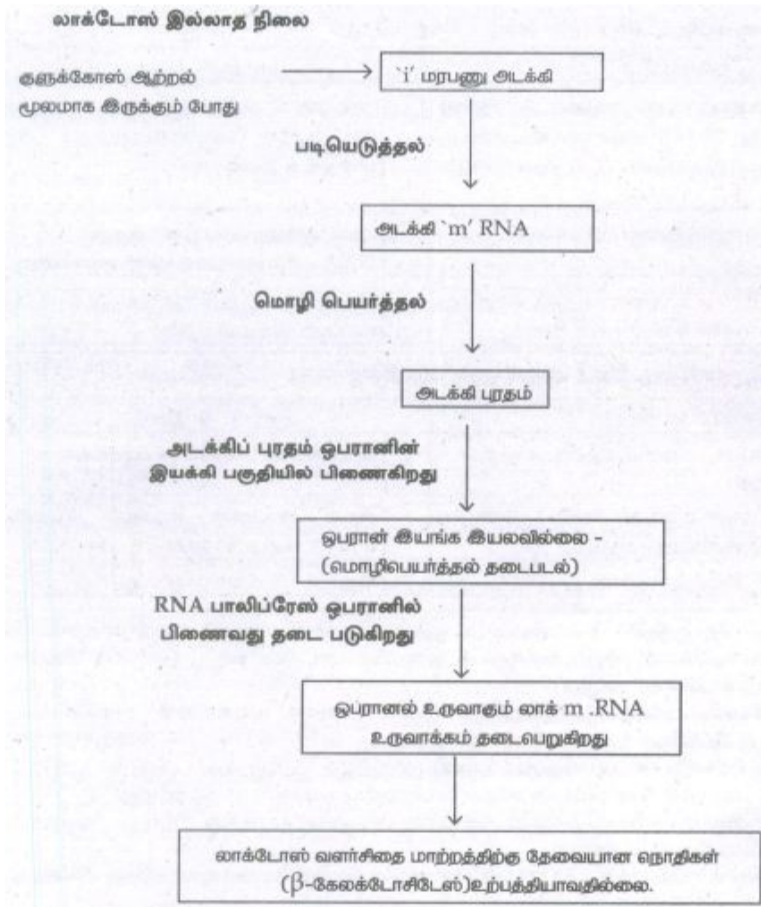 லாக்டோஸ் இல்லாத நிலை
குளுக்கோஸ் ஆற்றல்
மூலமாக இருக்கும் போது
`i' மரபணு அடக்கி
படியெடுத்தல்
அடக்கி `m' RNA
மொழி பெயர்த்தல்
அடக்கி புரதம்
அடக்கிப் புரதம் ஒபரானின்
இயக்கி பகுதியில் பிணைகிறது
ஒபரான் இயங்க இயலவில்லை -
(மொழிபெயர்த்தல் தடைபடல்)
RNA பாலிப்ரேஸ் ஒபரானில்
பிணைவது தடை படுகிறது
ஒப்ரானல் உருவாகும் லாக் m .RNA
உருவாக்கம் தடைபெறுகிறது
லாக்டோஸ் வளர்சிதை மாற்றத்திற்கு தேவையான நொதிகள்
(β-கேலக்டோசிடேஸ்)உற்பத்தியாவதில்லை.